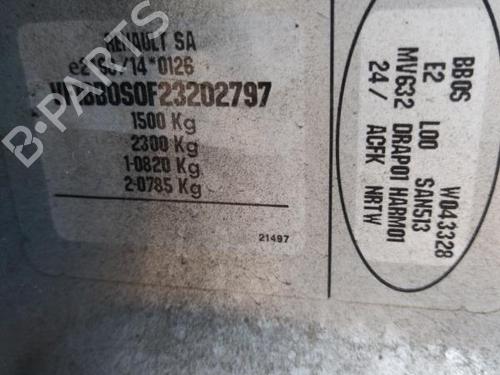 RENAULT SA
1500 Kg
2300 Kg
1-0820 Kg
2-0785 Kg
21497
BB0S L00 W043328
E2 SAN513
MV632 DRAP01 HARM01
24/ ACFK NRTW
B-PARTS